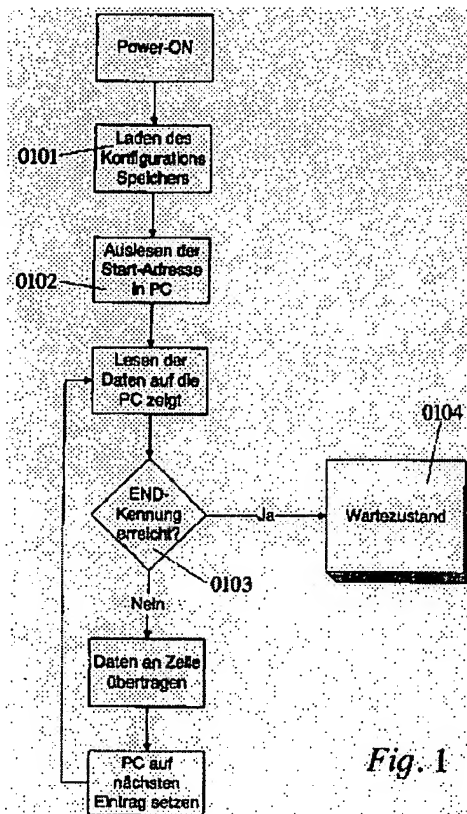 Power-ON
0101
Laden des
Konfigurations
Speichers
0102
Auslesen der
Start-Adresse
in PC
Lesen der
Daten auf die
PC zeigt
0104
END-
Kennung
erreicht?
Ja
Wartezustand
0103
Nein
Daten an Zelle
übertragen
PC auf
nächsten
Eintrag setzen
Fig. 1